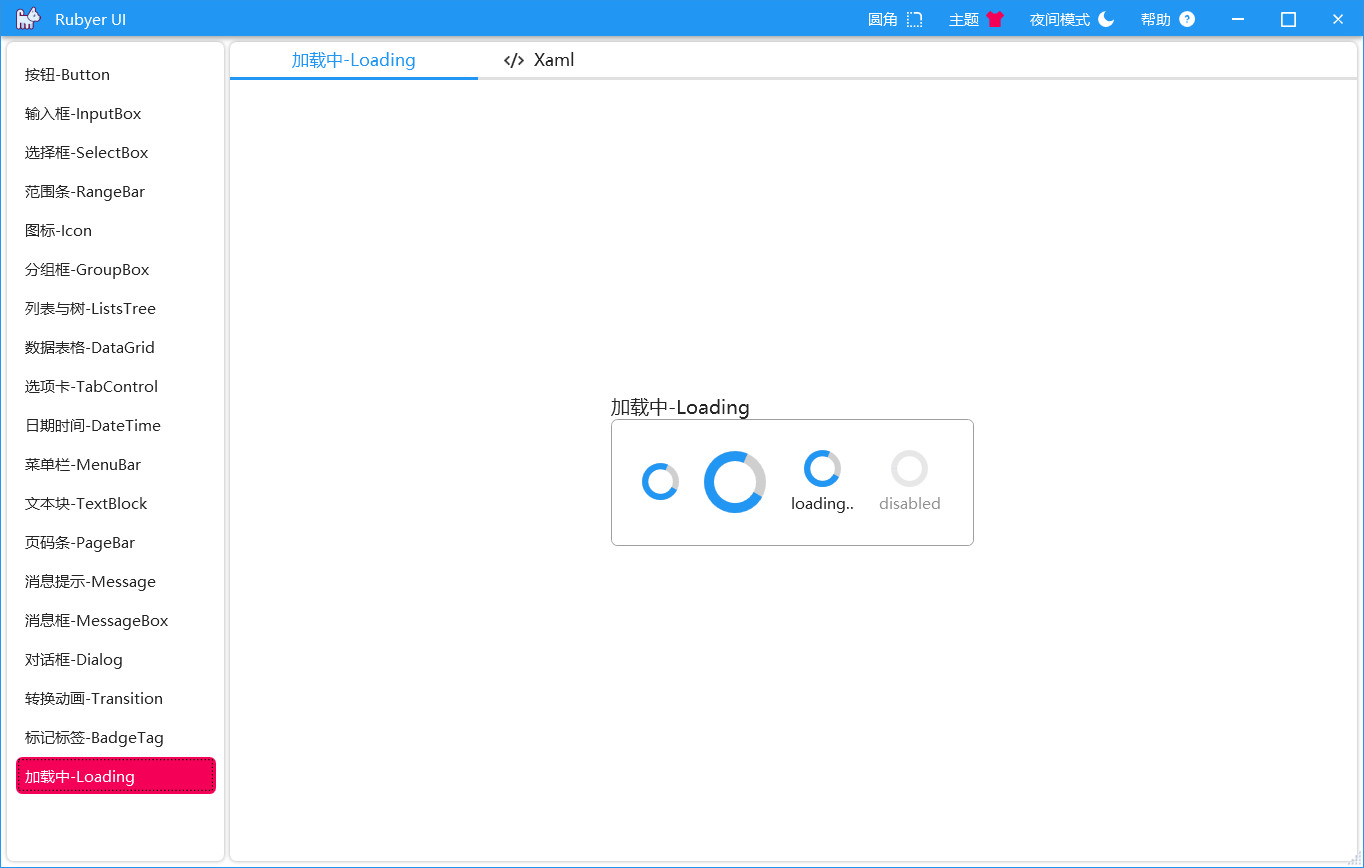 Rubyer UI
圆角
主题
夜间模式
帮助
按钮-Button
输入框-InputBox
选择框-SelectBox
范围条-RangeBar
图标-Icon
分组框-GroupBox
列表与树-ListsTree
数据表格-DataGrid
选项卡-TabControl
日期时间-DateTime
菜单栏-MenuBar
文本块-TextBlock
页码条-PageBar
消息提示-Message
消息框-MessageBox
对话框-Dialog
转换动画-Transition
标记标签-BadgeTag
加载中-Loading
加载中-Loading
Xaml
加载中-Loading
loading..
disabled